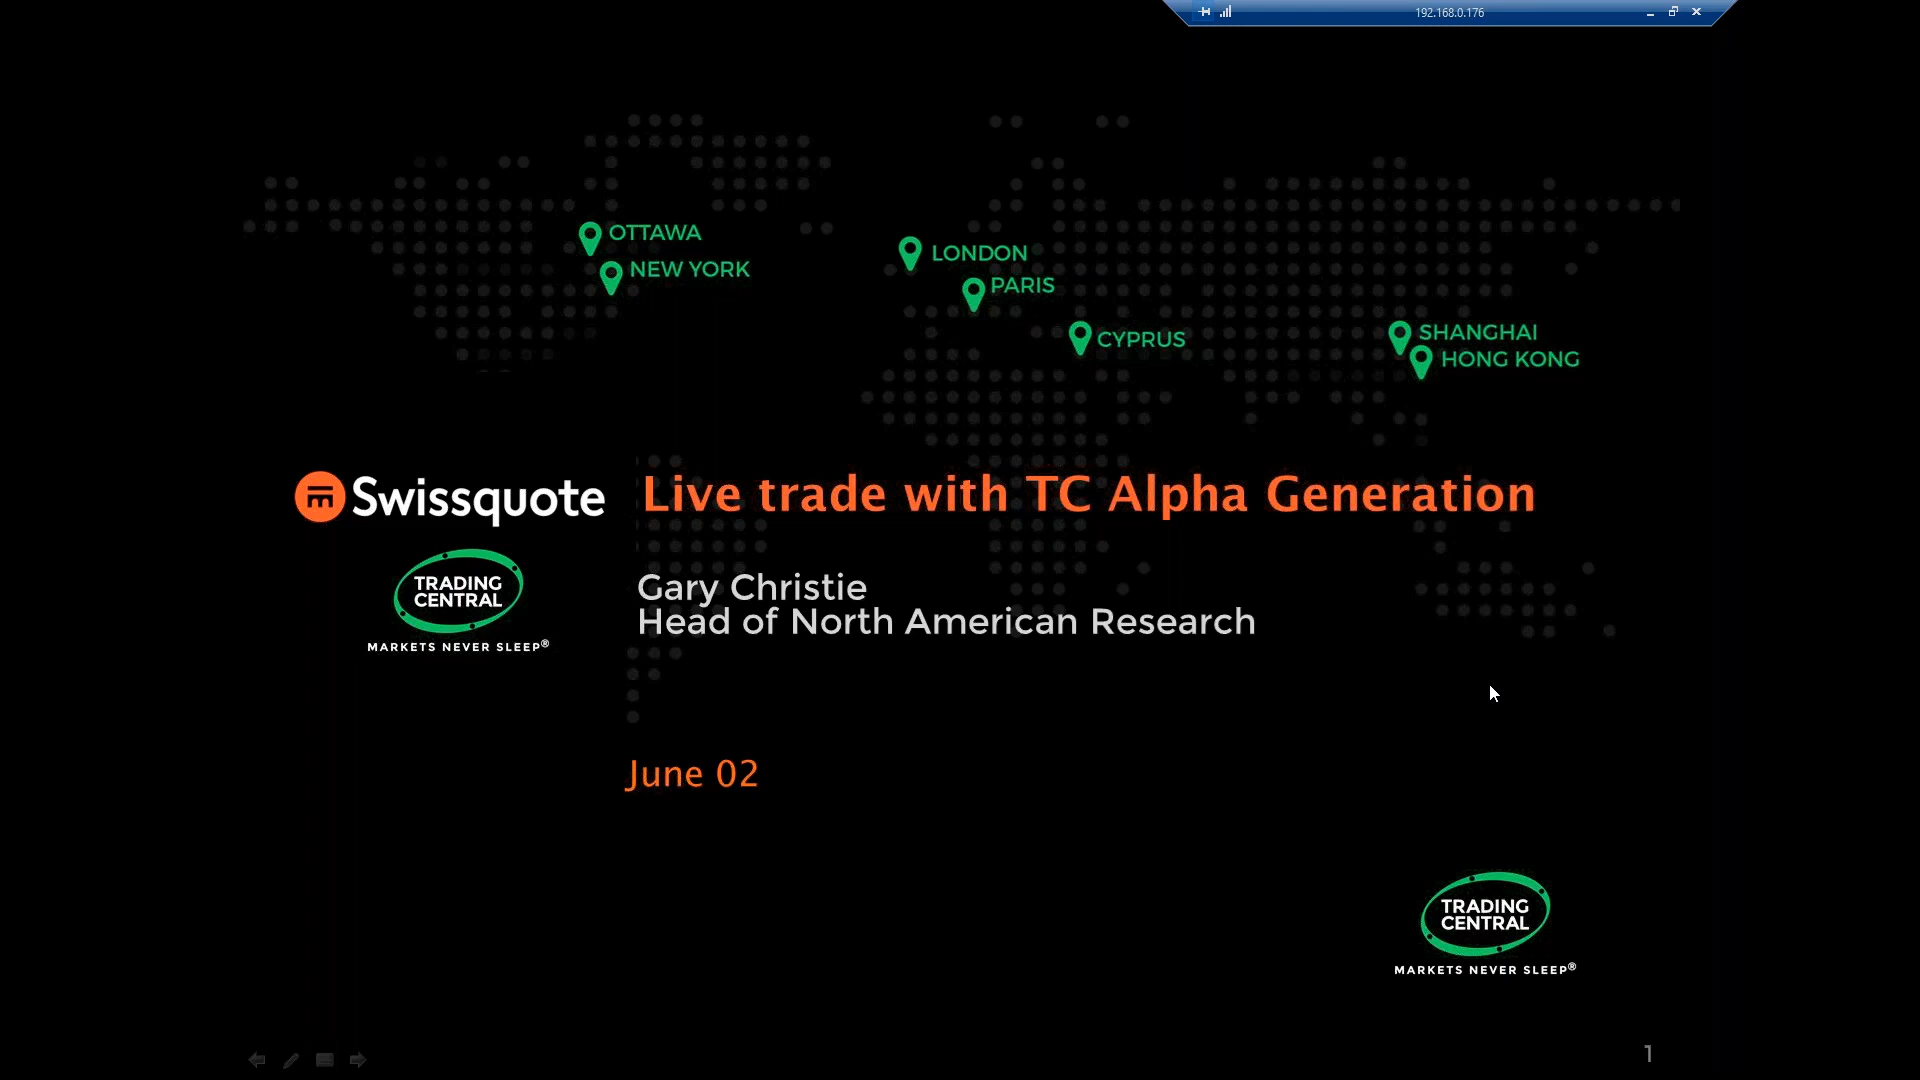 192.168.0.176
OTTAWA
NEW YORK
LONDON
PARIS
CYPRUS
SHANGHAI
HONG KONG
Swissquote
Live trade with TC Alpha Generation
TRADING
CENTRAL
MARKETS NEVER SLEEP®
Gary Christie
Head of North American Research
June 02
TRADING
CENTRAL
MARKETS NEVER SLEEP®
1